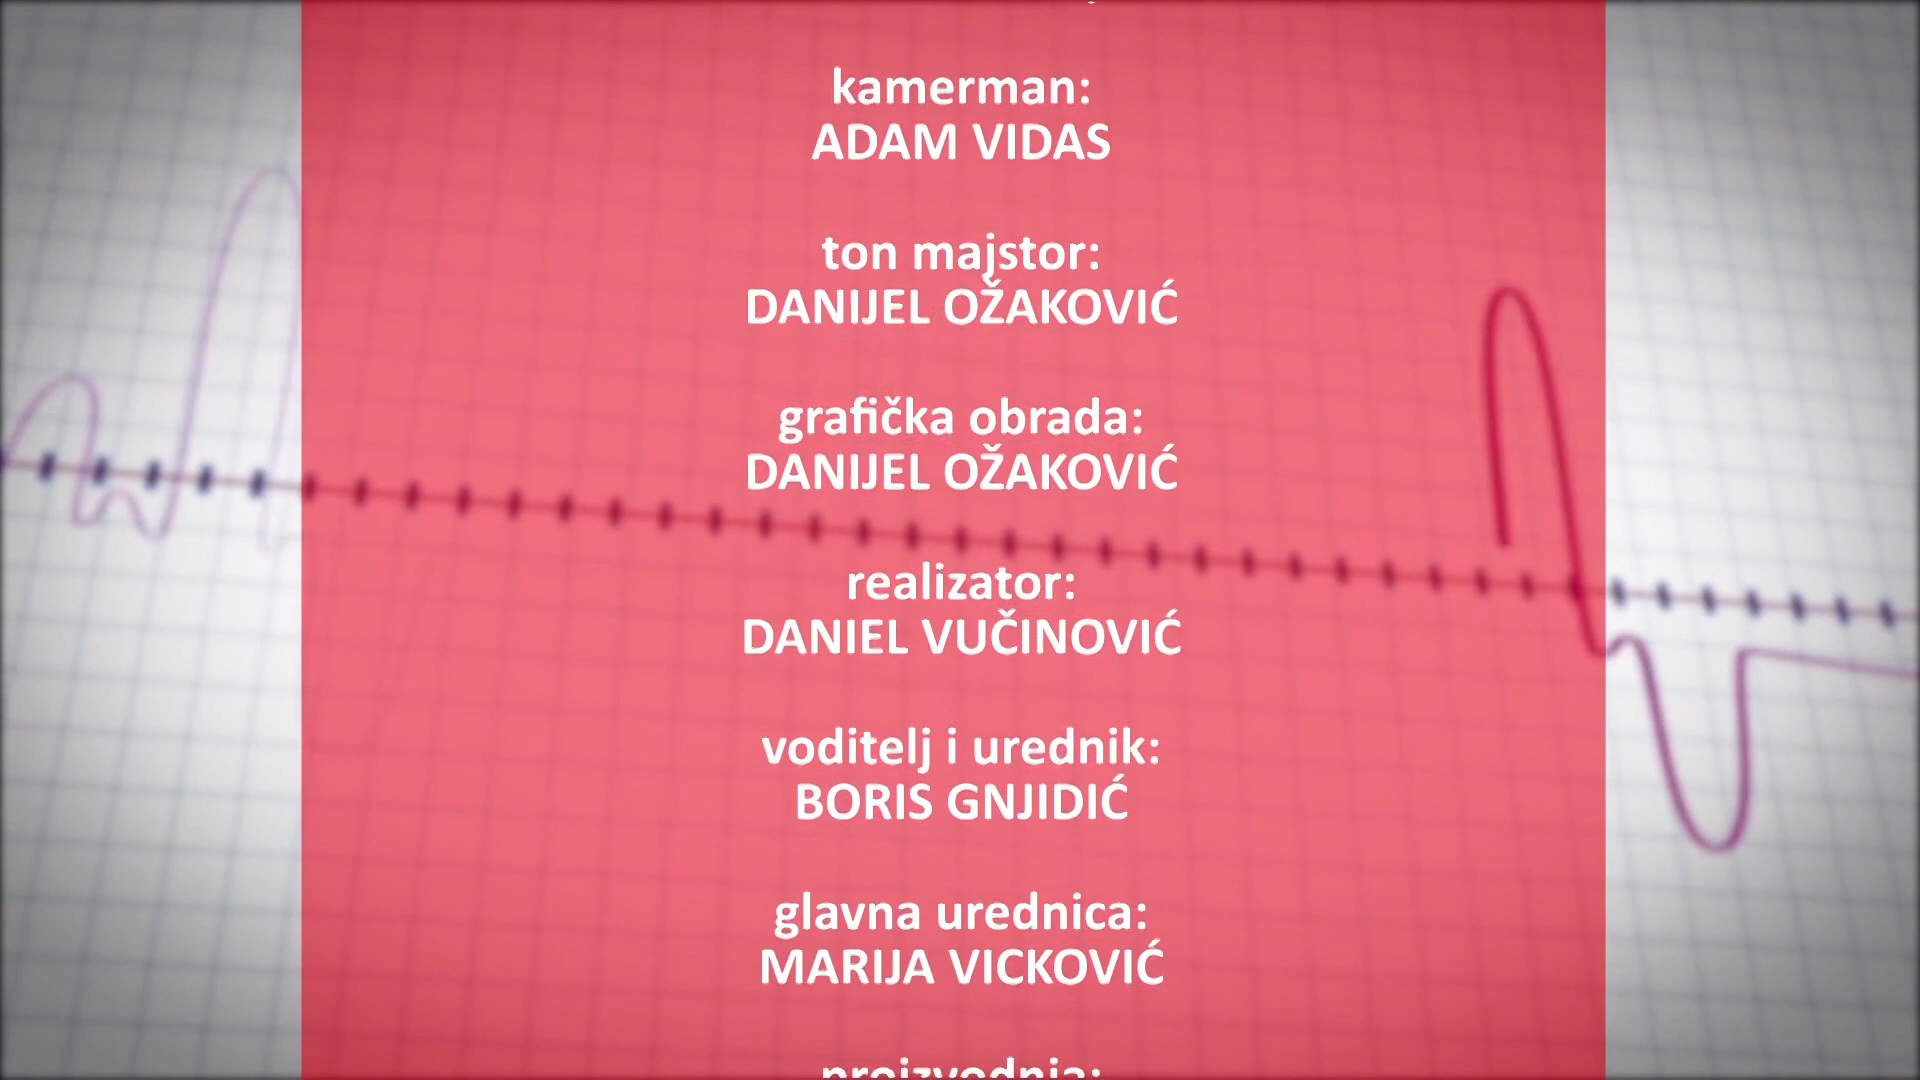 kamerman:
ADAM VIDAS
ton majstor:
DANIJEL OŽAKOVIĆ
grafička obrada:
DANIJEL OŽAKOVIĆ
realizator:
DANIEL VUČINOVIĆ
voditelj i urednik:
BORIS GNJIDIĆ
glavna urednica:
MARIJA VICKOVIĆ
proizvodnja: